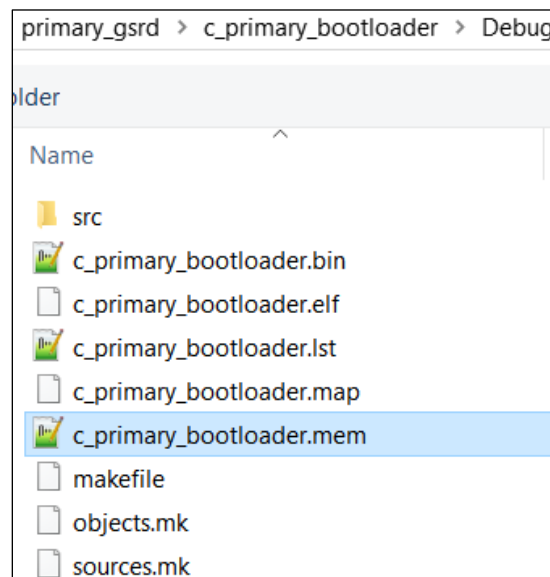 primary_gsrd > c_primary_bootloader > Debug
older
Name
src
c_primary_bootloader.bin
c_primary_bootloader.elf
c_primary_bootloader.lst
c_primary_bootloader.map
c_primary_bootloader.mem
makefile
objects.mk
sources.mk